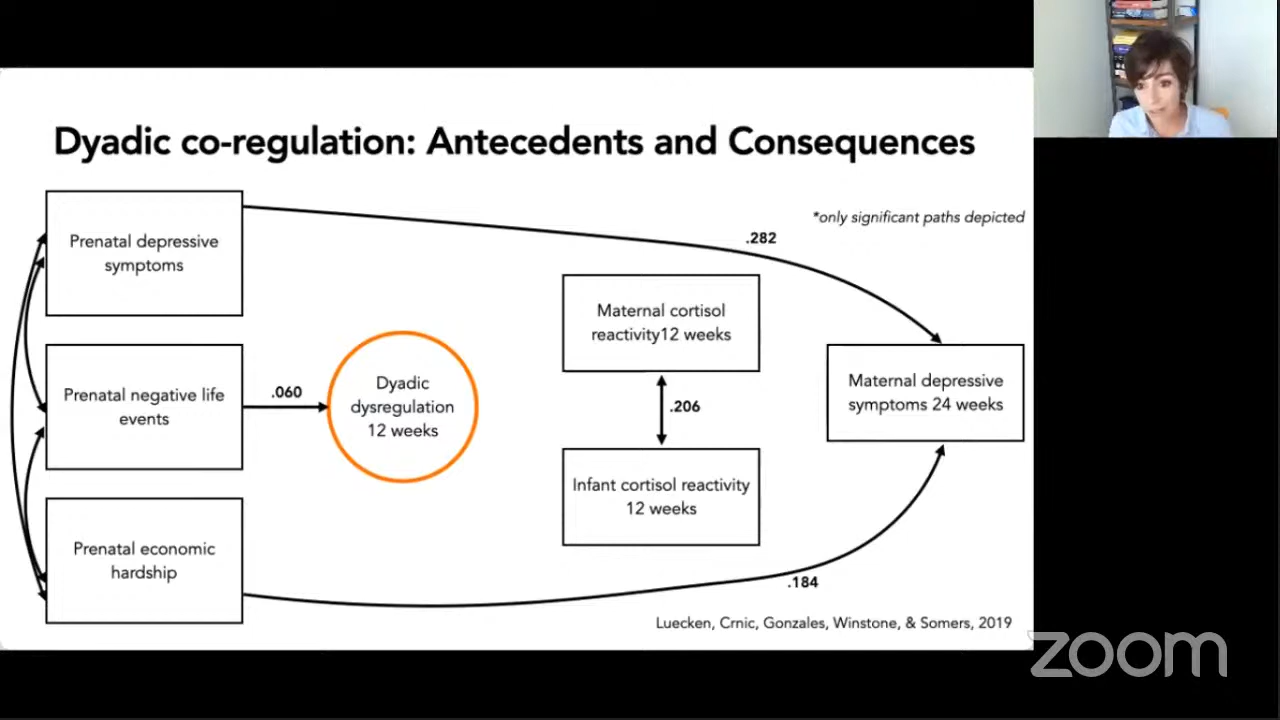 Dyadic co-regulation: Antecedents and Consequences
*only significant paths depicted
Prenatal depressive
symptoms
.282
Maternal cortisol
reactivity12 weeks
Prenatal negative life
events
.060
Dyadic
dysregulation
12 weeks
.206
Maternal depressive
symptoms 24 weeks
Infant cortisol reactivity
12 weeks
Prenatal economic
hardship
.184
Luecken, Crnic, Gonzales, Winstone, & Somers, 2019
zoom